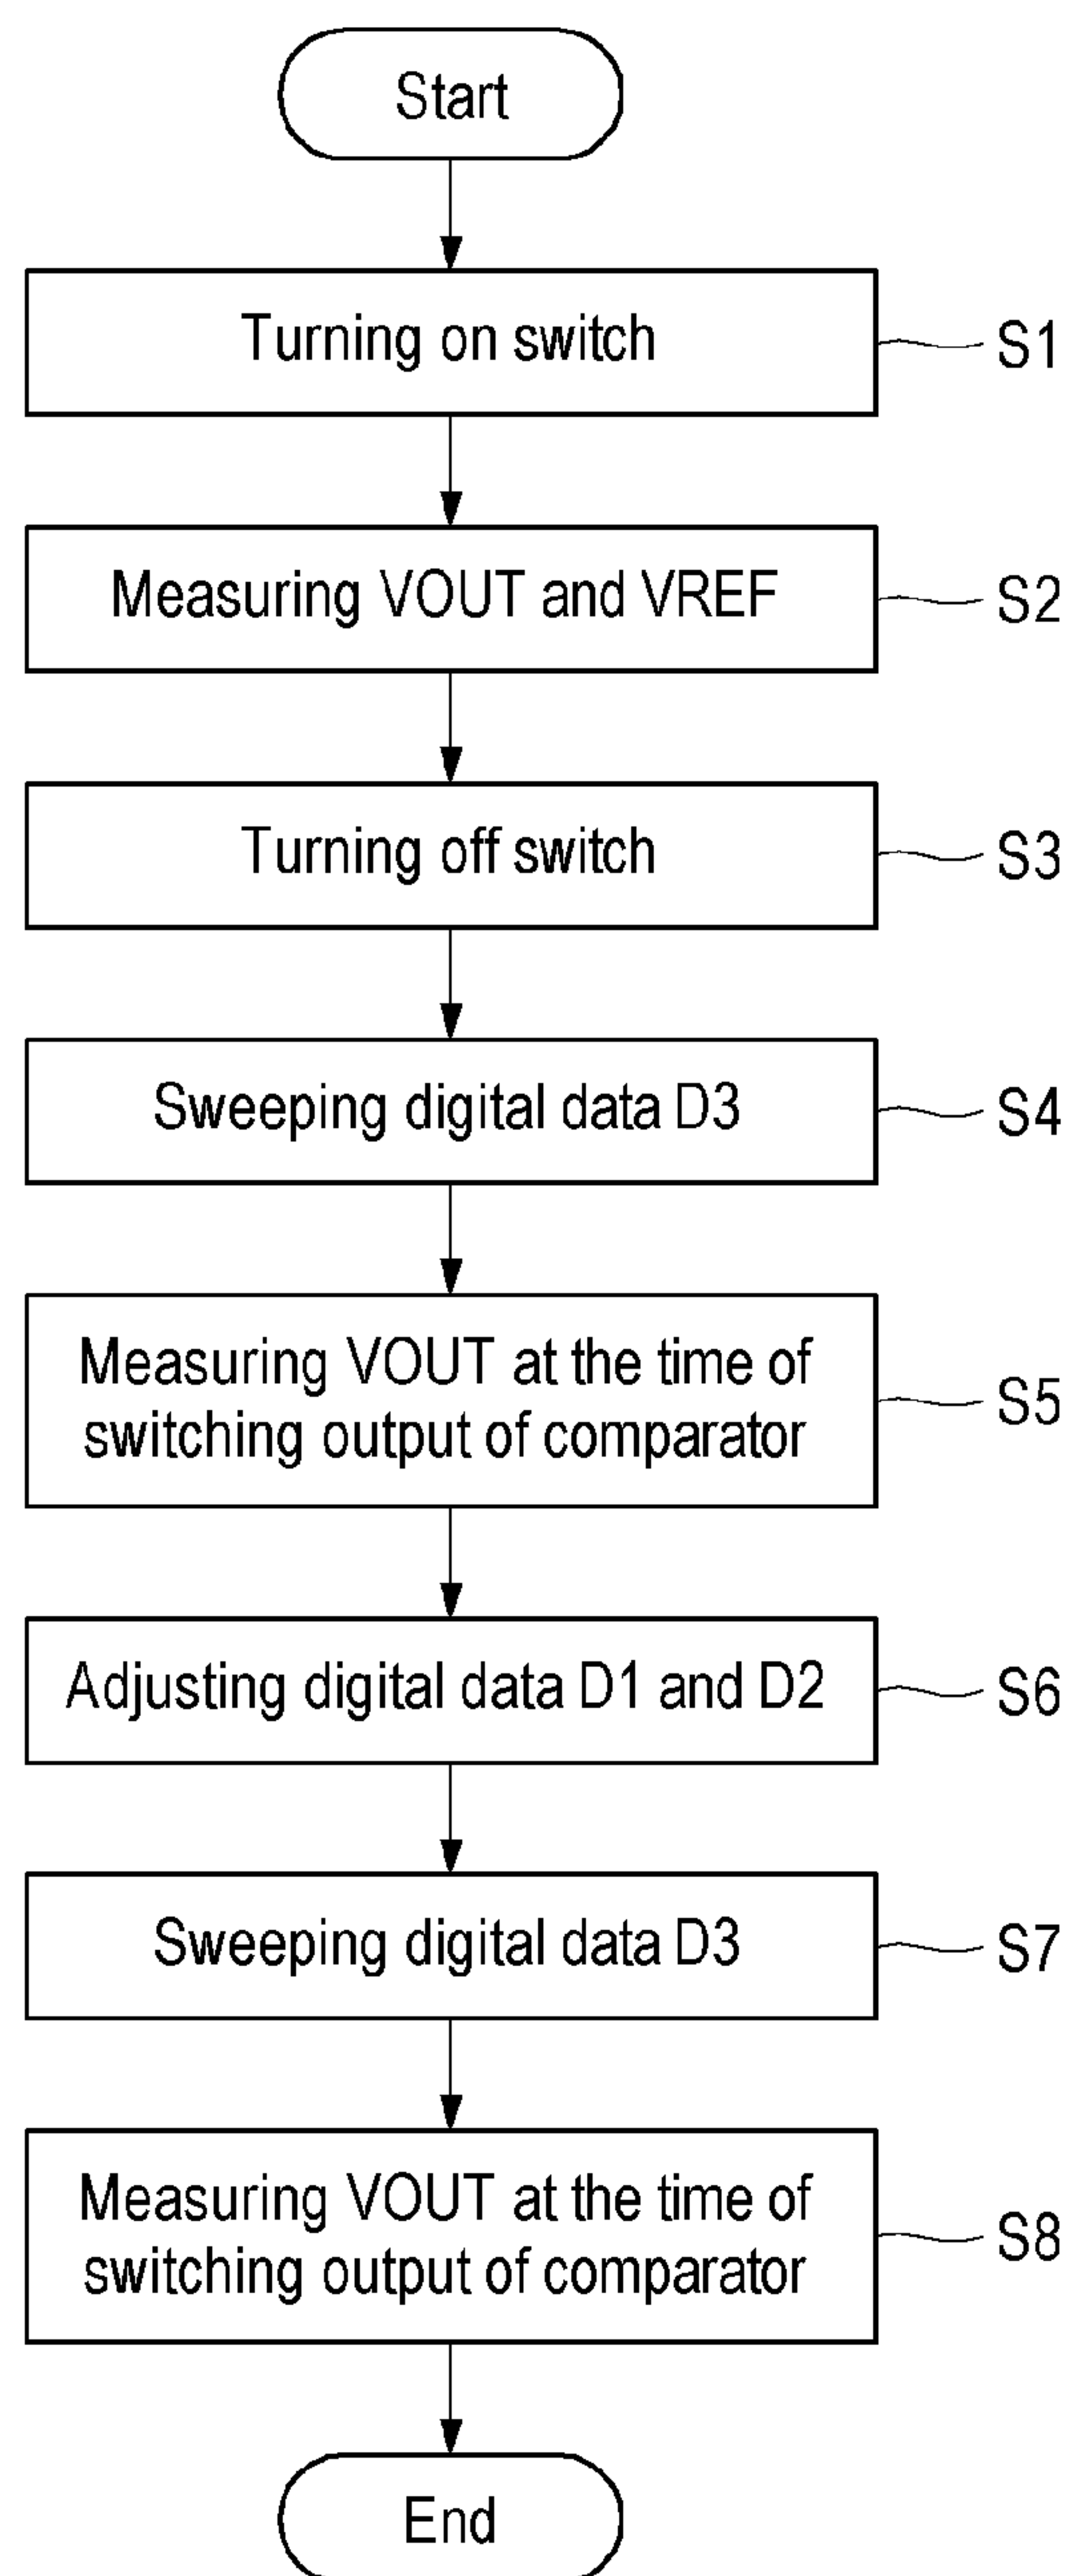 Start
Turning on switch
S1
Measuring VOUT and VREF
S2
Turning off switch
S3
Sweeping digital data D3
S4
Measuring VOUT at the time of
switching output of comparator
S5
Adjusting digital data D1 and D2
S6
Sweeping digital data D3
S7
Measuring VOUT at the time of
switching output of comparator
S8
End